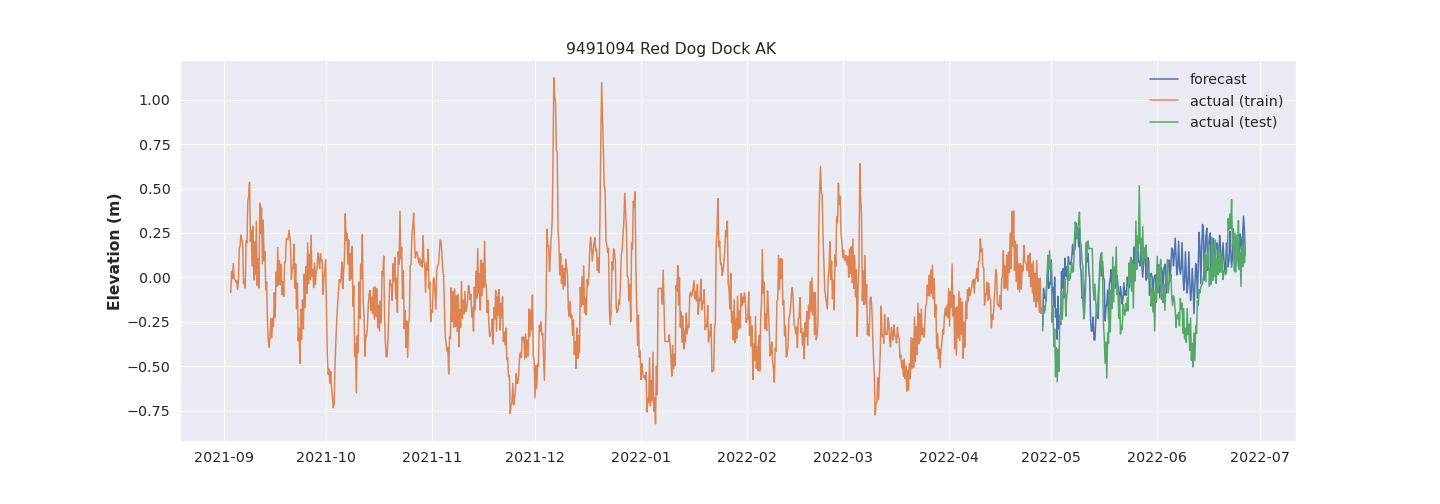 9491094 Red Dog Dock AK
forecast
actual (train)
actual (test)
Elevation (m)
1.00
0.75
0.50
0.25
0.00
−0.25
−0.50
−0.75
2021-09 2021-10 2021-11 2021-12 2022-01 2022-02 2022-03 2022-04 2022-05 2022-06 2022-07